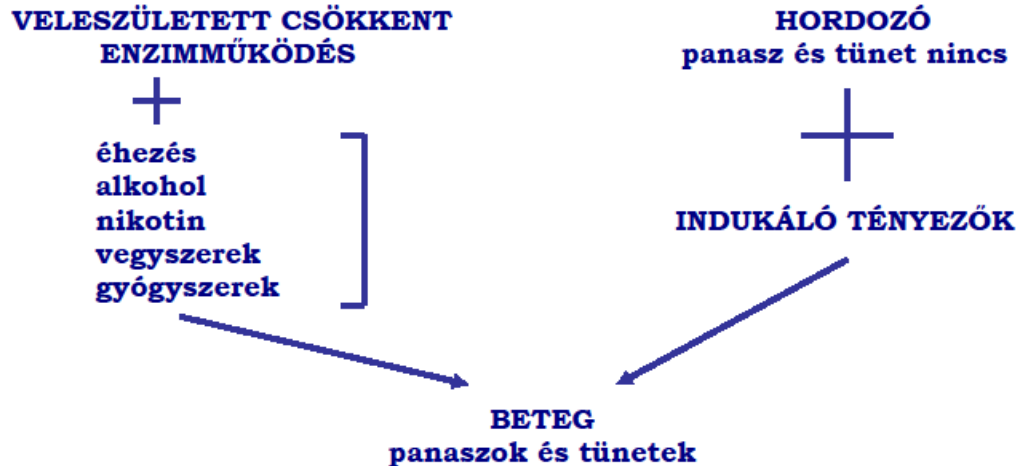 VELESZÜLETETT CSÖKKENT
ENZIMMŰKÖDÉS
éhezés
alkohol
nikotin
vegyszerek
gyógyszerek
HORDOZÓ
panasz és tünet nincs
INDUKÁLÓ TÉNYEZŐK
BETEG
panaszok és tünetek